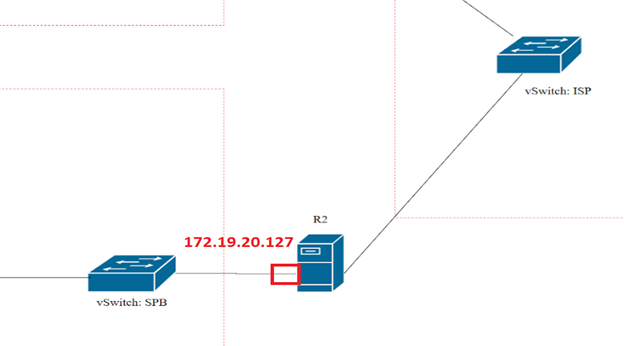 vSwitch: ISP
R2
172.19.20.127
vSwitch: SPB